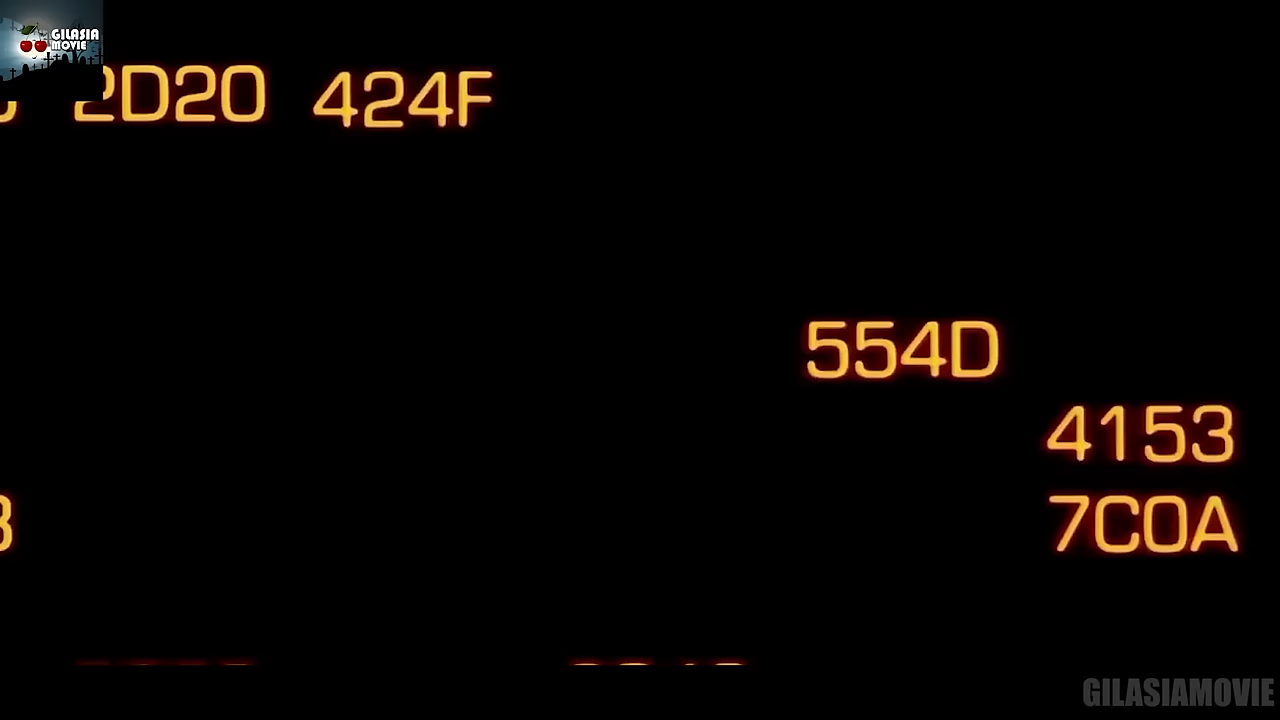 GILASIA
MOVIE
2D20 424F
554D
4153
7C0A
GILASIAMOVIE